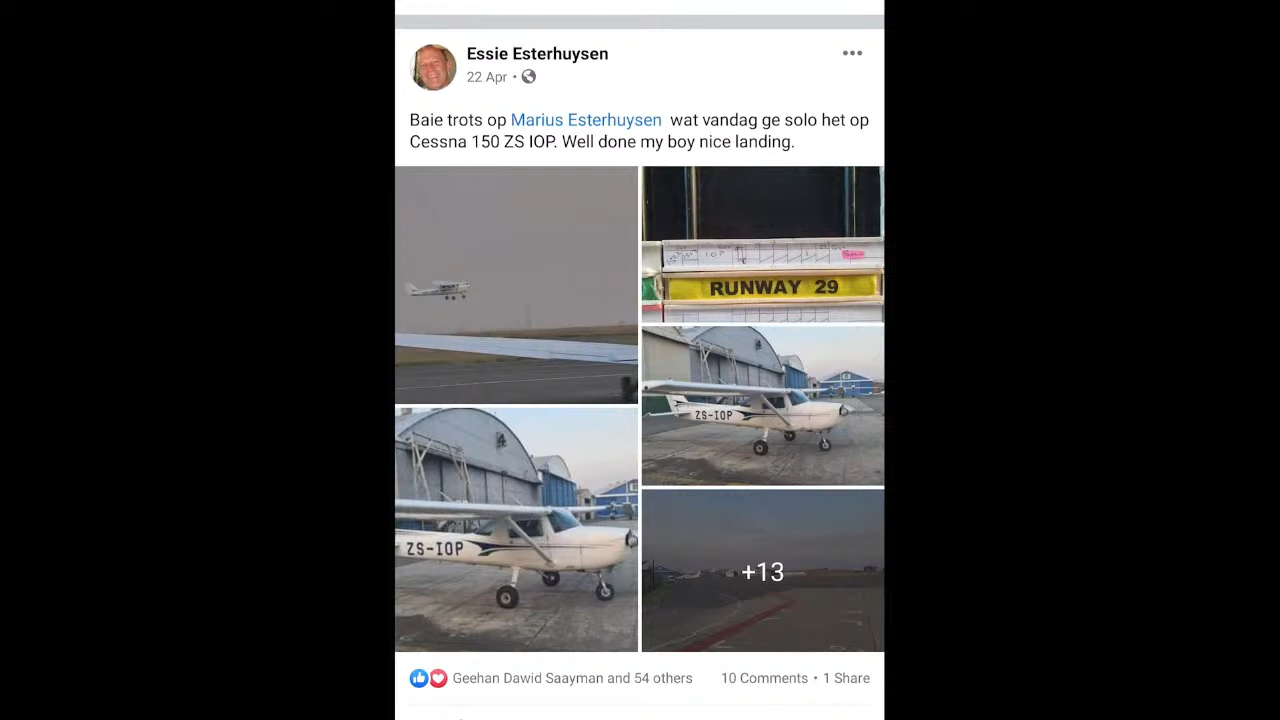 Essie Esterhuysen
22 Apr •
Baie trots op Marius Esterhuysen wat vandag ge solo het op
Cessna 150 ZS IOP. Well done my boy nice landing.
IOP
RUNWAY 29
ZS-IOP
ZS-IOP
+13
Geehan Dawid Saayman and 54 others 10 Comments • 1 Share